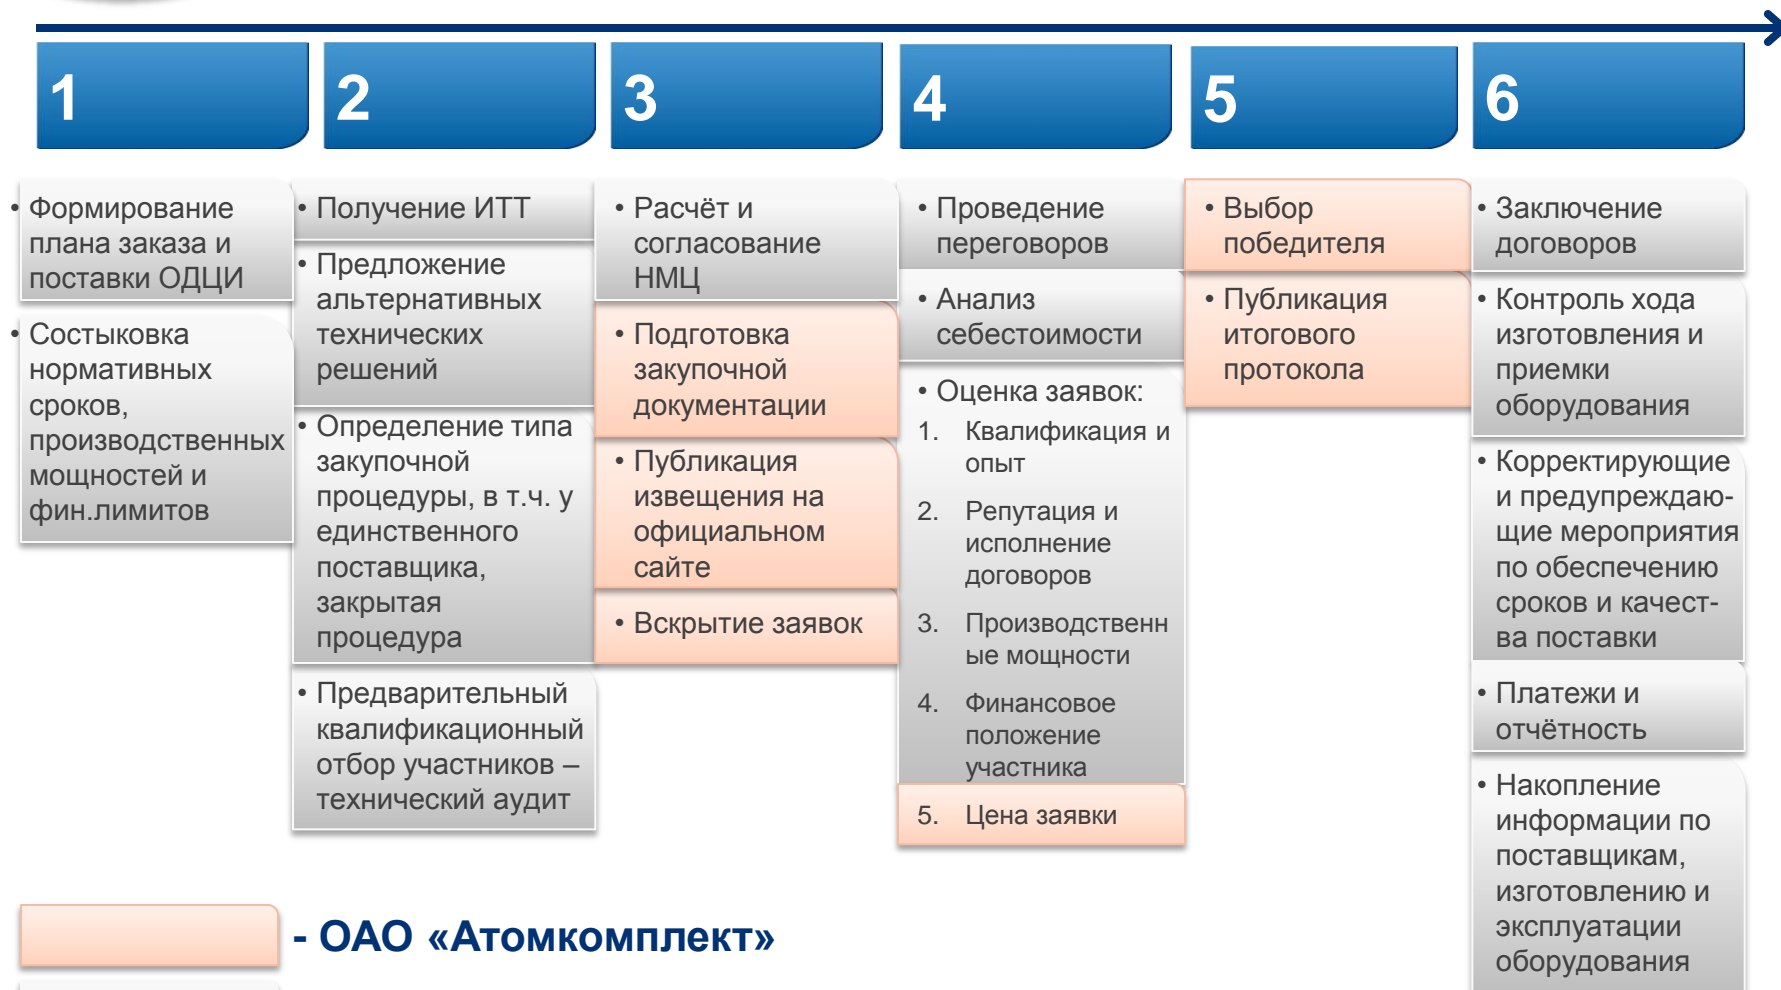 1
2
3
4
5
6
• Формирование
плана заказа и
поставки ОДЦИ
• Состыковка
нормативных
сроков,
производственных
мощностей и
фин.лимитов
• Получение ИТТ
• Предложение
альтернативных
технических
решений
• Определение типа
закупочной
процедуры, в т.ч. у
единственного
поставщика,
закрытая
процедура
• Предварительный
квалификационный
отбор участников –
технический аудит
• Расчёт и
согласование
НМЦ
• Подготовка
закупочной
документации
• Публикация
извещения на
официальном
сайте
• Вскрытие заявок
• Проведение
переговоров
• Анализ
себестоимости
• Оценка заявок:
1. Квалификация и
опыт
2. Репутация и
исполнение
договоров
3. Производственн
ые мощности
4. Финансовое
положение
участника
5. Цена заявки
• Выбор
победителя
• Публикация
итогового
протокола
• Заключение
договоров
• Контроль хода
изготовления и
приемки
оборудования
• Корректирующие
и предупреждаю-
щие мероприятия
по обеспечению
сроков и качест-
ва поставки
• Платежи и
отчётность
• Накопление
информации по
поставщикам,
изготовлению и
эксплуатации
оборудования
- ОАО «Атомкомплект»